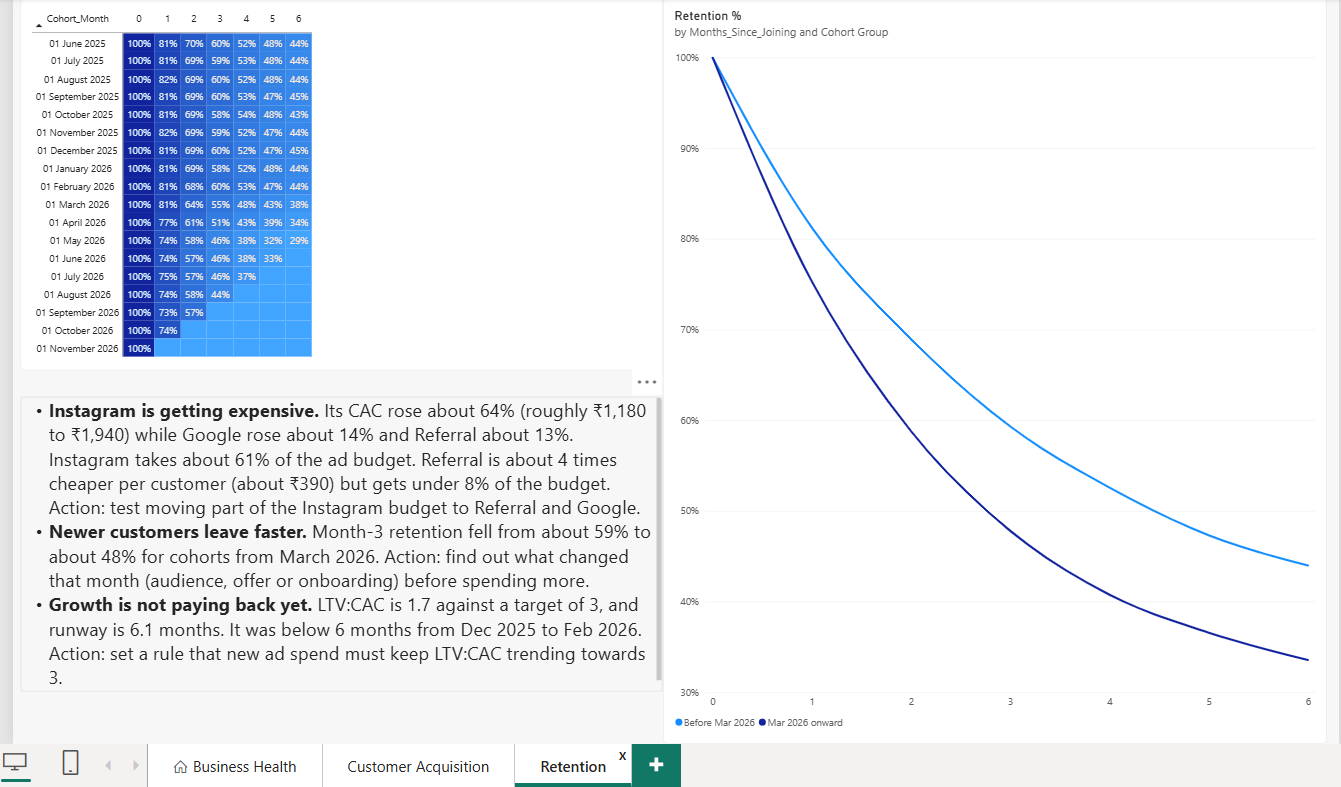 Cohort_Month 0 1 2 3 4 5 6
01 June 2025 100% 81% 70% 60% 52% 48% 44%
01 July 2025 100% 81% 69% 59% 53% 48% 44%
01 August 2025 100% 82% 69% 60% 52% 48% 44%
01 September 2025 100% 81% 69% 60% 53% 47% 45%
01 October 2025 100% 81% 69% 58% 54% 48% 43%
01 November 2025 100% 82% 69% 59% 52% 47% 44%
01 December 2025 100% 81% 69% 60% 52% 47% 45%
01 January 2026 100% 81% 69% 58% 52% 48% 44%
01 February 2026 100% 81% 68% 60% 53% 47% 44%
01 March 2026 100% 81% 64% 55% 48% 43% 38%
01 April 2026 100% 77% 61% 51% 43% 39% 34%
01 May 2026 100% 74% 58% 46% 38% 32% 29%
01 June 2026 100% 74% 57% 46% 38% 33%
01 July 2026 100% 75% 57% 46% 37%
01 August 2026 100% 74% 58% 44%
01 September 2026 100% 73% 57%
01 October 2026 100% 74%
01 November 2026 100%
• Instagram is getting expensive. Its CAC rose about 64% (roughly ₹1,180
to ₹1,940) while Google rose about 14% and Referral about 13%.
Instagram takes about 61% of the ad budget. Referral is about 4 times
cheaper per customer (about ₹390) but gets under 8% of the budget.
Action: test moving part of the Instagram budget to Referral and Google.
• Newer customers leave faster. Month-3 retention fell from about 59% to
about 48% for cohorts from March 2026. Action: find out what changed
that month (audience, offer or onboarding) before spending more.
• Growth is not paying back yet. LTV:CAC is 1.7 against a target of 3, and
runway is 6.1 months. It was below 6 months from Dec 2025 to Feb 2026.
Action: set a rule that new ad spend must keep LTV:CAC trending towards
3.
Retention %
by Months_Since_Joining and Cohort Group
100%
90%
80%
70%
60%
50%
40%
30%
0 1 2 3 4 5 6
Before Mar 2026 Mar 2026 onward
Business Health Customer Acquisition Retention X +